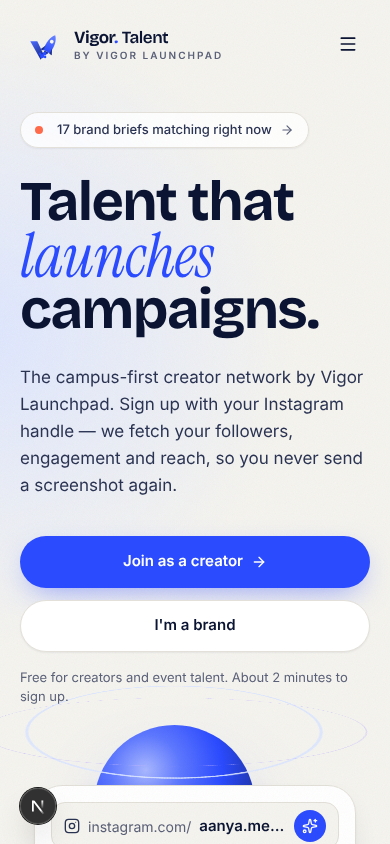 Vigor. Talent
BY VIGOR LAUNCHPAD
17 brand briefs matching right now →
Talent that
launches
campaigns.
The campus-first creator network by Vigor
Launchpad. Sign up with your Instagram
handle — we fetch your followers,
engagement and reach, so you never send
a screenshot again.
Join as a creator →
I'm a brand
Free for creators and event talent. About 2 minutes to
sign up.
N
instagram.com/ aanya.me...